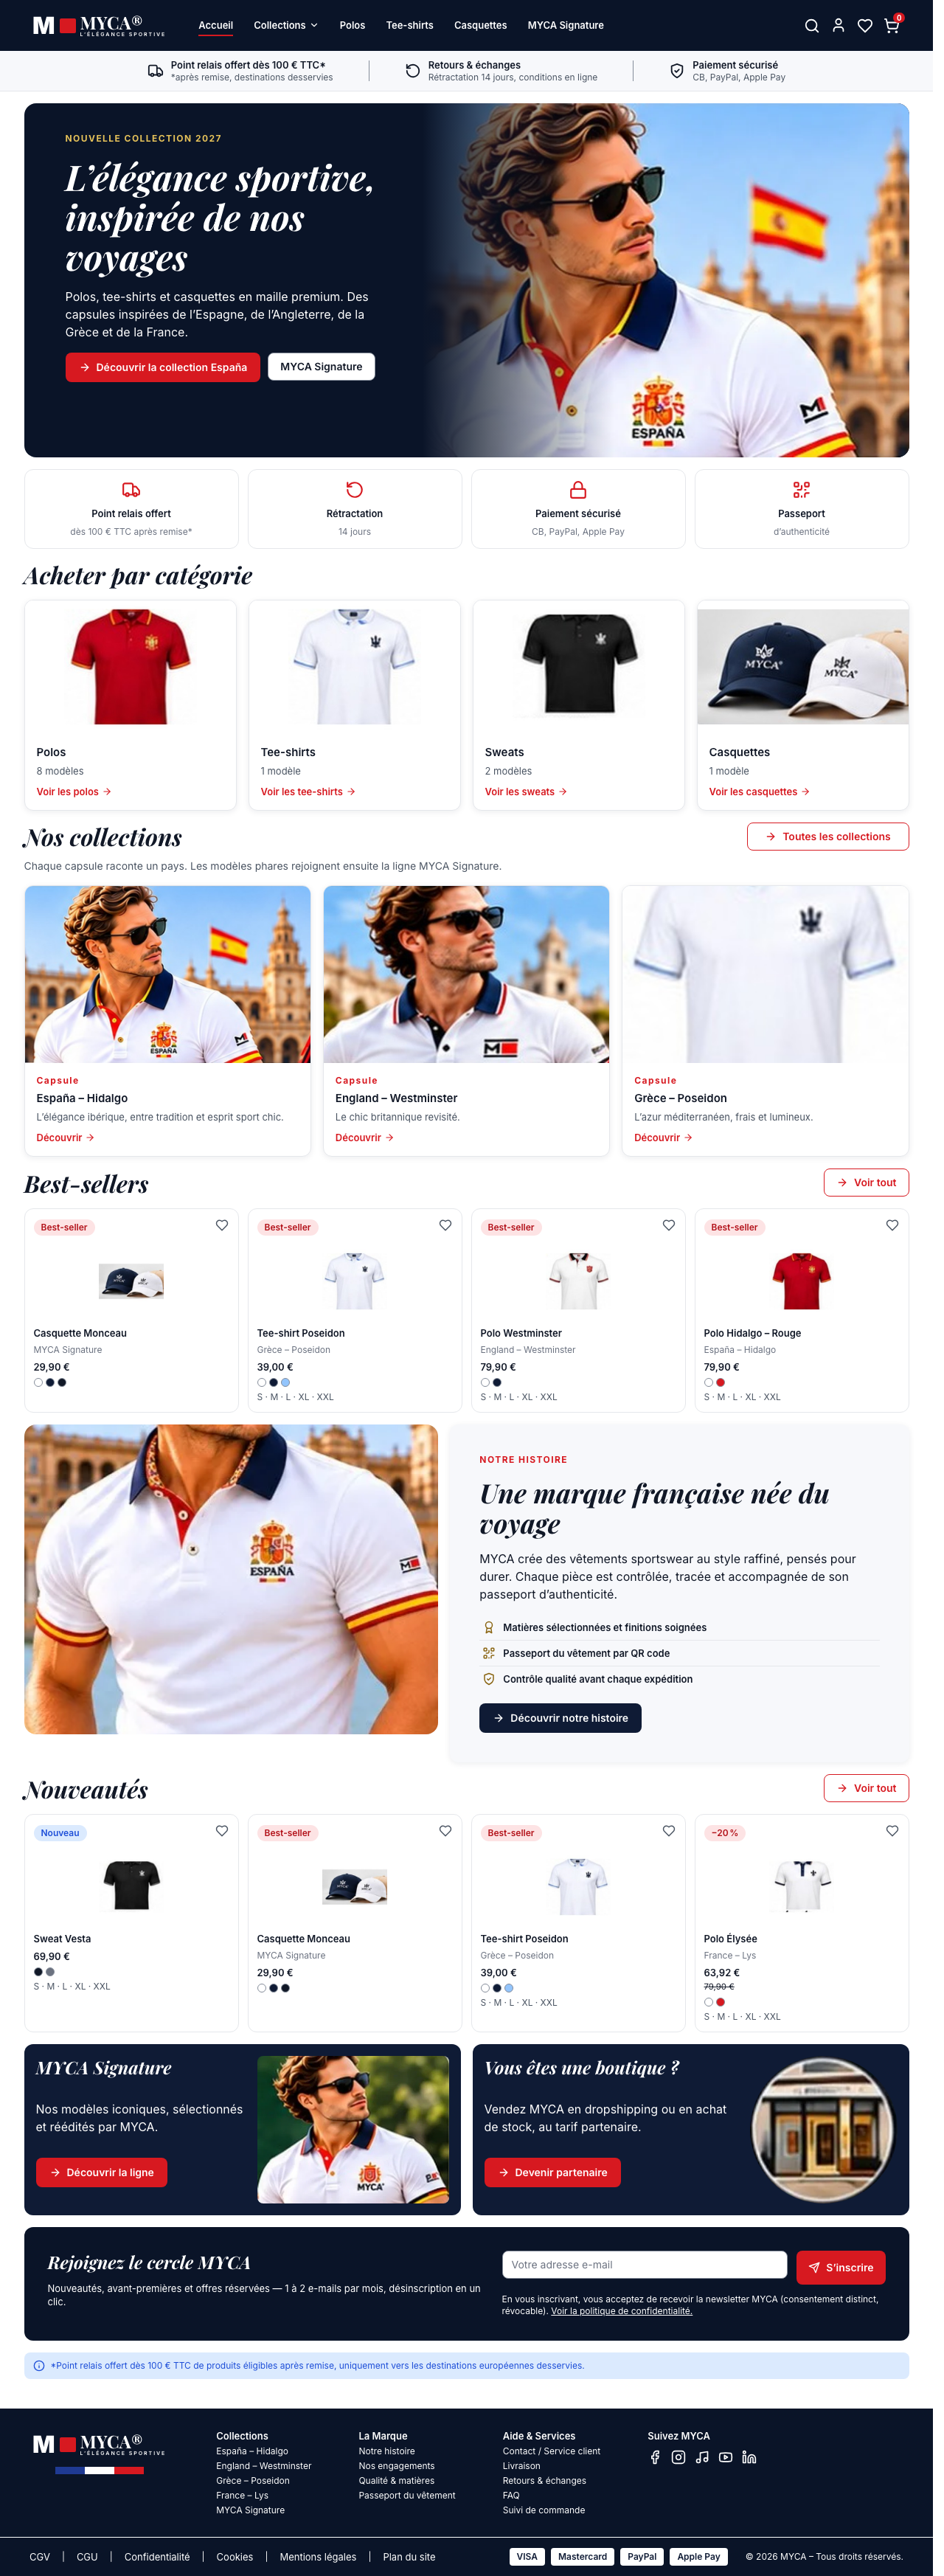 M MYCA®
L'ÉLÉGANCE SPORTIVE
Accueil
Collections
Polos
Tee-shirts
Casquettes
MYCA Signature
0
Point relais offert dès 100 € TTC*
*après remise, destinations desservies
Retours & échanges
Rétractation 14 jours, conditions en ligne
Paiement sécurisé
CB, PayPal, Apple Pay
NOUVELLE COLLECTION 2027
L’élégance sportive,
inspirée de nos
voyages
Polos, tee-shirts et casquettes en maille premium. Des
capsules inspirées de l’Espagne, de l’Angleterre, de la
Grèce et de la France.
Découvrir la collection España
MYCA Signature
ESPAÑA
M
Point relais offert
dès 100 € TTC après remise*
Rétractation
14 jours
Paiement sécurisé
CB, PayPal, Apple Pay
Passeport
d’authenticité
Acheter par catégorie
MYCA
MYCA
Polos
8 modèles
Voir les polos
Tee-shirts
1 modèle
Voir les tee-shirts
Sweats
2 modèles
Voir les sweats
Casquettes
1 modèle
Voir les casquettes
Nos collections
Toutes les collections
Chaque capsule raconte un pays. Les modèles phares rejoignent ensuite la ligne MYCA Signature.
ESPAÑA
M
M
Capsule
España – Hidalgo
L’élégance ibérique, entre tradition et esprit sport chic.
Découvrir
Capsule
England – Westminster
Le chic britannique revisité.
Découvrir
Capsule
Grèce – Poseidon
L’azur méditerranéen, frais et lumineux.
Découvrir
Best-sellers
Voir tout
Best-seller
MYCA
MYCA
Casquette Monceau
MYCA Signature
29,90 €
Best-seller
Tee-shirt Poseidon
Grèce – Poseidon
39,00 €
S · M · L · XL · XXL
Best-seller
Polo Westminster
England – Westminster
79,90 €
S · M · L · XL · XXL
Best-seller
Polo Hidalgo – Rouge
España – Hidalgo
79,90 €
S · M · L · XL · XXL
ESPAÑA
M
NOTRE HISTOIRE
Une marque française née du
voyage
MYCA crée des vêtements sportswear au style raffiné, pensés pour
durer. Chaque pièce est contrôlée, tracée et accompagnée de son
passeport d’authenticité.
Matières sélectionnées et finitions soignées
Passeport du vêtement par QR code
Contrôle qualité avant chaque expédition
Découvrir notre histoire
Nouveautés
Voir tout
Nouveau
Sweat Vesta
69,90 €
S · M · L · XL · XXL
Best-seller
MYCA
MYCA
Casquette Monceau
MYCA Signature
29,90 €
Best-seller
Tee-shirt Poseidon
Grèce – Poseidon
39,00 €
S · M · L · XL · XXL
−20 %
Polo Élysée
France – Lys
63,92 €
79,90 €
S · M · L · XL · XXL
MYCA Signature
Nos modèles iconiques, sélectionnés
et réédités par MYCA.
Découvrir la ligne
MYCA
Vous êtes une boutique ?
Vendez MYCA en dropshipping ou en achat
de stock, au tarif partenaire.
Devenir partenaire
Rejoignez le cercle MYCA
Nouveautés, avant-premières et offres réservées — 1 à 2 e-mails par mois, désinscription en un
clic.
Votre adresse e-mail
S’inscrire
En vous inscrivant, vous acceptez de recevoir la newsletter MYCA (consentement distinct,
révocable). Voir la politique de confidentialité.
*Point relais offert dès 100 € TTC de produits éligibles après remise, uniquement vers les destinations européennes desservies.
M MYCA®
L'ÉLÉGANCE SPORTIVE
Collections
España – Hidalgo
England – Westminster
Grèce – Poseidon
France – Lys
MYCA Signature
La Marque
Notre histoire
Nos engagements
Qualité & matières
Passeport du vêtement
Aide & Services
Contact / Service client
Livraison
Retours & échanges
FAQ
Suivi de commande
Suivez MYCA
CGV
CGU
Confidentialité
Cookies
Mentions légales
Plan du site
VISA
Mastercard
PayPal
Apple Pay
© 2026 MYCA – Tous droits réservés.